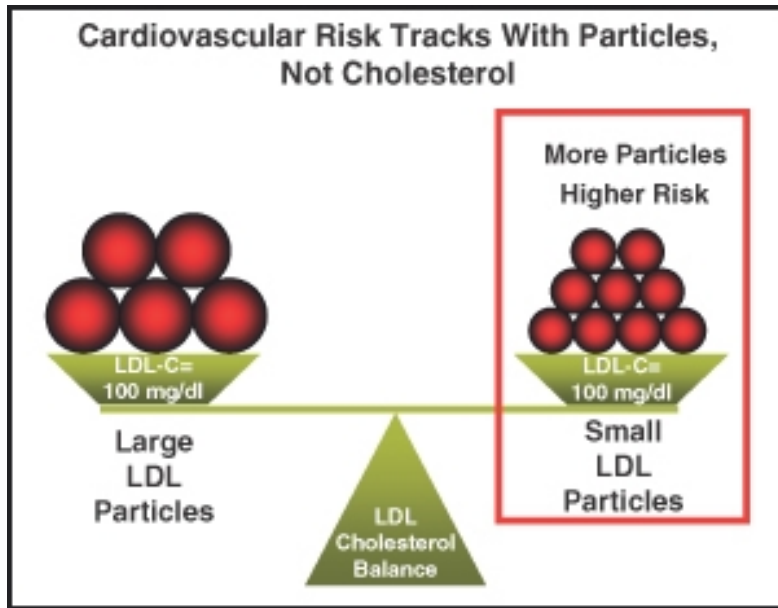 Cardiovascular Risk Tracks With Particles,
Not Cholesterol
More Particles
Higher Risk
LDL-C=
100 mg/dl
Large
LDL
Particles
LDL-C=
100 mg/dl
Small
LDL
Particles
LDL
Cholesterol
Balance